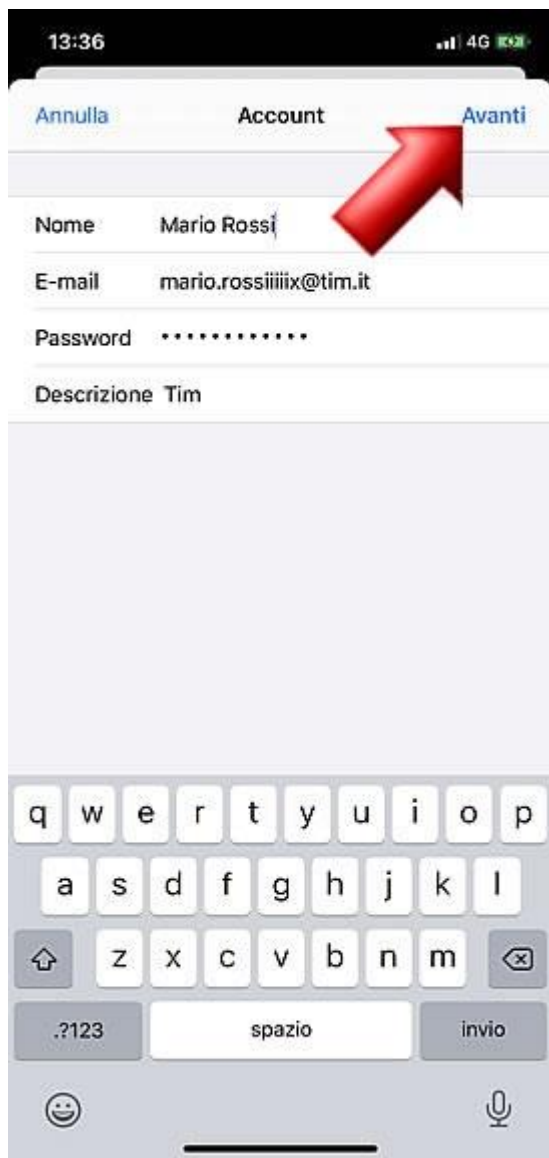 13:36 4G
Annulla Account Avanti
Nome Mario Rossi
E-mail mario.rossiiiiix@tim.it
Password ••••••••••••
Descrizione Tim
q w e r t y u i o p
a s d f g h j k l
z x c v b n m
.?123 spazio invio